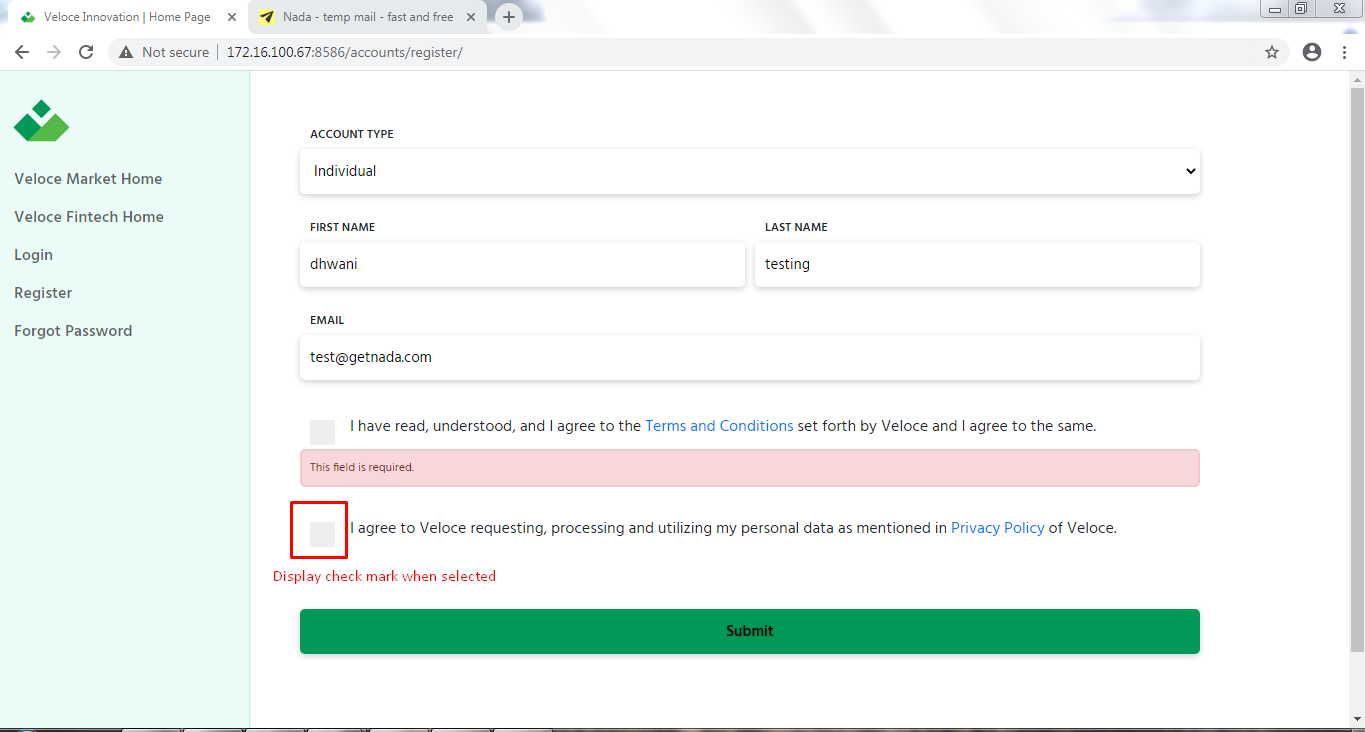 Veloce Innovation | Home Page
Nada - temp mail - fast and free
Not secure
172.16.100.67:8586/accounts/register/
Veloce Market Home
Veloce Fintech Home
Login
Register
Forgot Password
ACCOUNT TYPE
Individual
FIRST NAME
LAST NAME
dhwani
testing
EMAIL
test@getnada.com
I have read, understood, and I agree to the Terms and Conditions set forth by Veloce and I agree to the same.
This field is required.
I agree to Veloce requesting, processing and utilizing my personal data as mentioned in Privacy Policy of Veloce.
Display check mark when selected
Submit